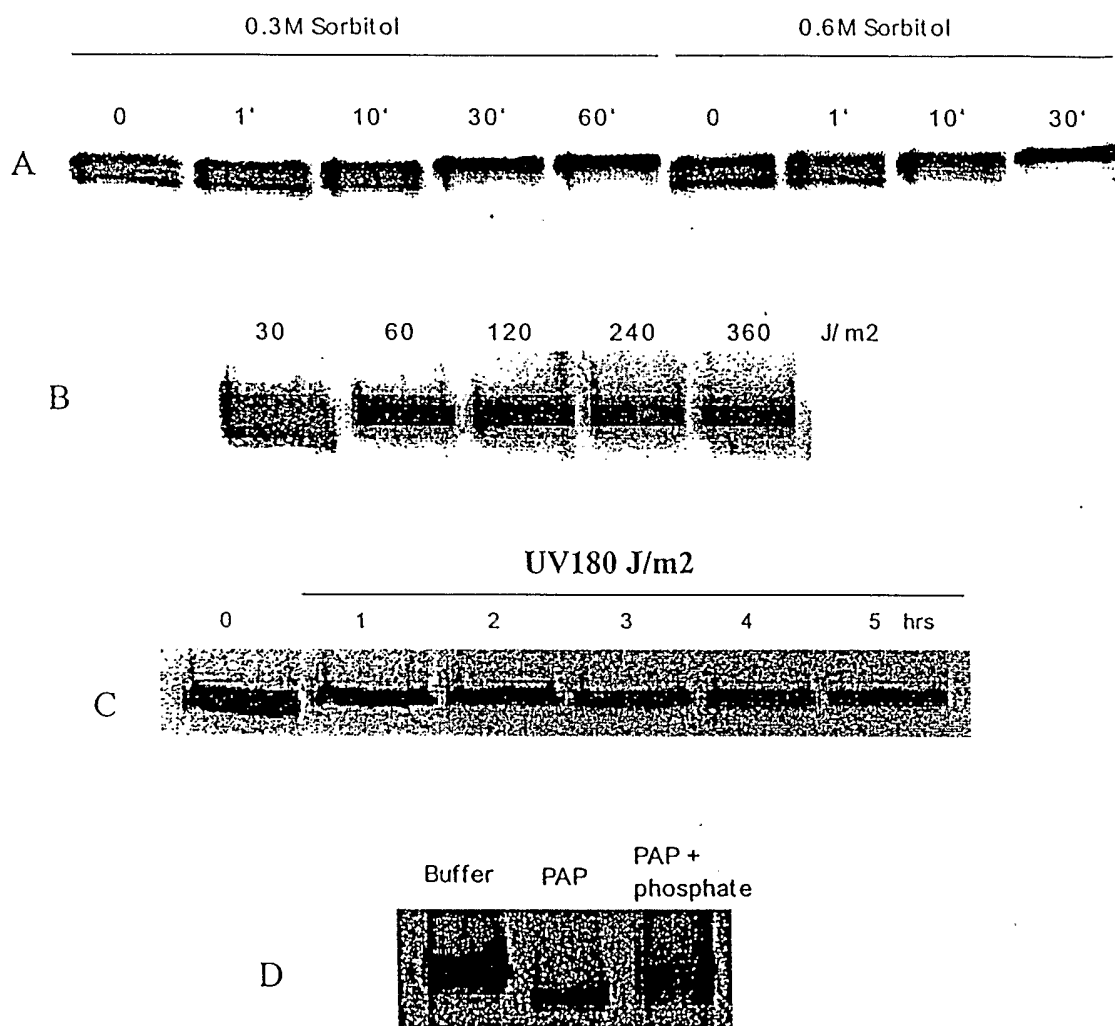 0.3M Sorbitol 0.6M Sorbitol
0 1' 10' 30' 60' 0 1' 10' 30'
A
30 60 120 240 360 J/ m2
B
UV180 J/m2
0 1 2 3 4 5 hrs
C
Buffer PAP PAP +
phosphate
D